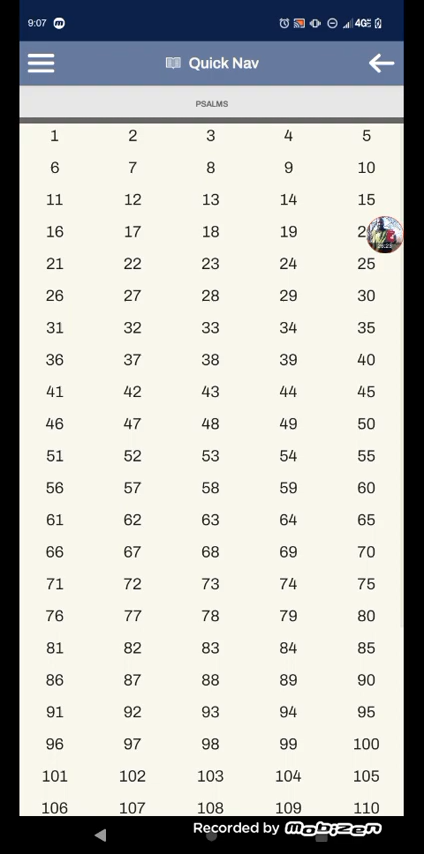 9:07 4GE
Quick Nav
PSALMS
1 2 3 4 5
6 7 8 9 10
11 12 13 14 15
16 17 18 19
21 22 23 24 25
26 27 28 29 30
31 32 33 34 35
36 37 38 39 40
41 42 43 44 45
46 47 48 49 50
51 52 53 54 55
56 57 58 59 60
61 62 63 64 65
66 67 68 69 70
71 72 73 74 75
76 77 78 79 80
81 82 83 84 85
86 87 88 89 90
91 92 93 94 95
96 97 98 99 100
101 102 103 104 105
106 107 108 109 110
Recorded by Mobizen